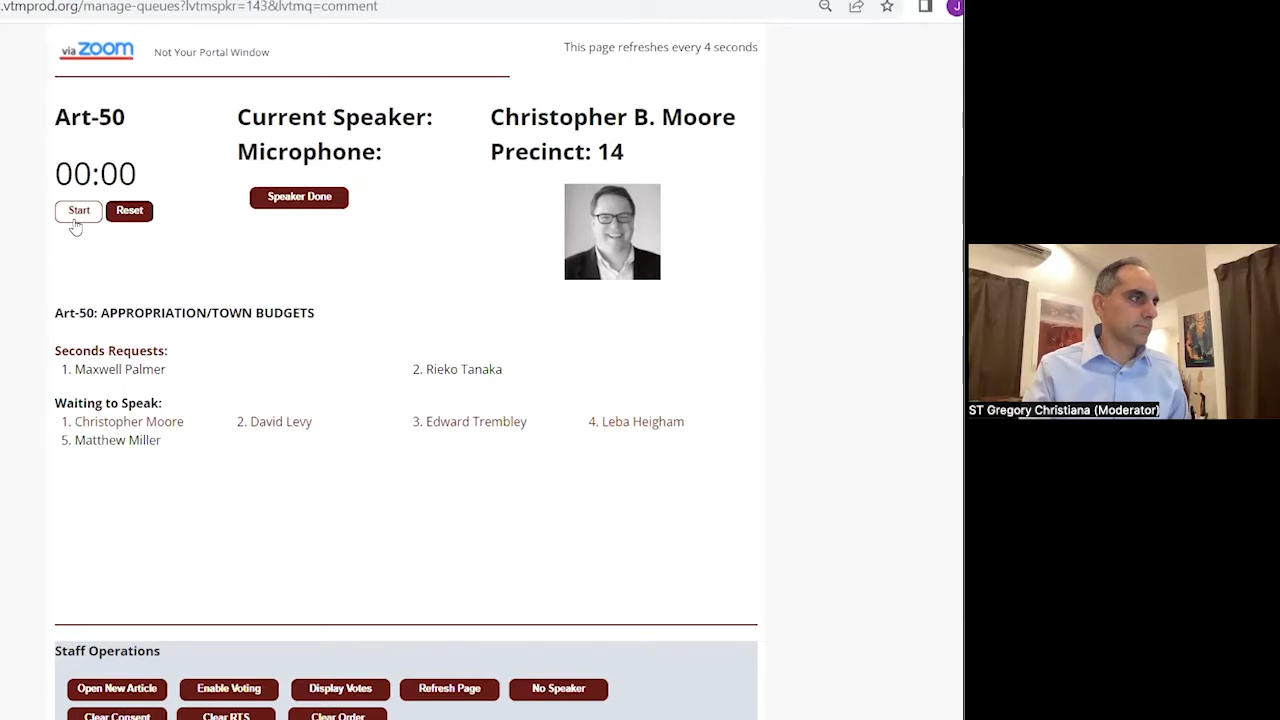 .vtmprod.org/manage-queues?lvtmspkr=143&lvtmq=comment
J
via zoom
Not Your Portal Window
This page refreshes every 4 seconds
Art-50
Current Speaker:
Christopher B. Moore
Microphone:
Precinct: 14
00:00
Speaker Done
Start
Reset
Art-50: APPROPRIATION/TOWN BUDGETS
Seconds Requests:
1. Maxwell Palmer
2. Rieko Tanaka
Waiting to Speak:
1. Christopher Moore
2. David Levy
3. Edward Trembley
4. Leba Heigham
5. Matthew Miller
ST Gregory Christiana (Moderator)
Staff Operations
Open New Article
Enable Voting
Display Votes
Refresh Page
No Speaker
Clear Consent
Clear RTS
Clear Order